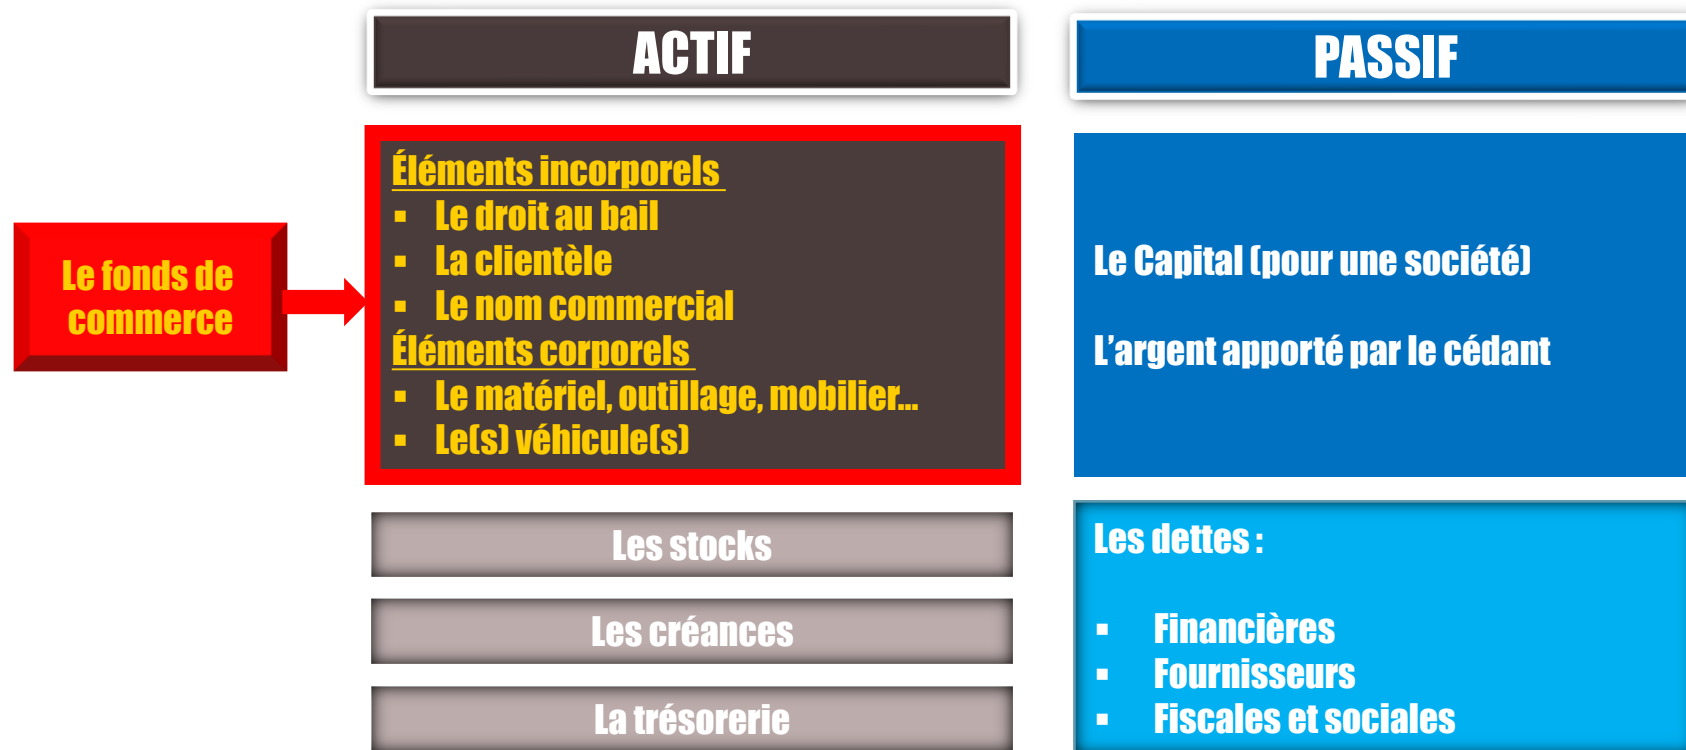 ACTIF
PASSIF
Le fonds de
commerce
Éléments incorporels
▪ Le droit au bail
▪ La clientèle
▪ Le nom commercial
Éléments corporels
▪ Le matériel, outillage, mobilier...
▪ Le(s) véhicule(s)
Les stocks
Les créances
La trésorerie
Le Capital (pour une société)
L’argent apporté par le cédant
Les dettes :
▪ Financières
▪ Fournisseurs
▪ Fiscales et sociales